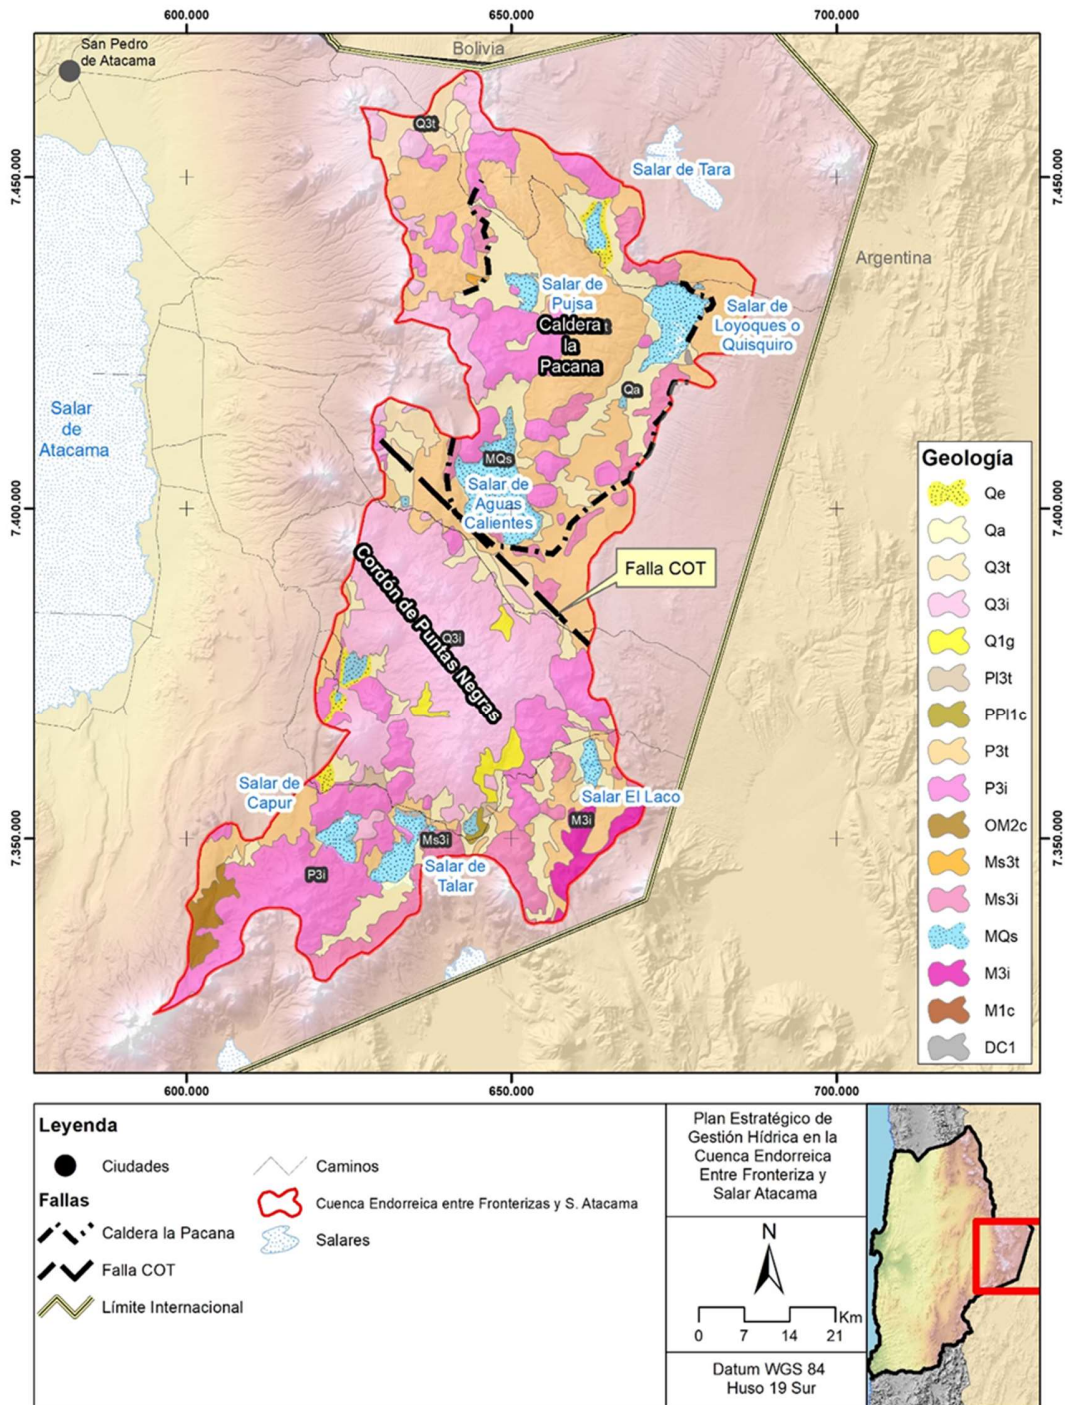 600.000
650.000
700.000
San Pedro
de Atacama
Bolivia
Q3t
7.450.000
7.450.000
Salar de Tara
Argentina
Salar de
Pujsa
Salar de
Loyoques o
Quisquiro
Caldera
la
Pacana
Qa
Salar
de
Atacama
MQs
Salar de
Aguas
Calientes
7.400.000
7.400.000
Falla COT
Cordón de Puntas Negras
Q3i
Salar de
Capur
Salar El Laco
M3i
Ms3i
7.350.000
7.350.000
Salar de
Talar
P3i
Geología
Qe
Qa
Q3t
Q3i
Q1g
Pl3t
PPl1c
P3t
P3i
OM2c
Ms3t
Ms3i
MQs
M3i
M1c
DC1
600.000
650.000
700.000
Leyenda
Ciudades
Caminos
Fallas
Cuenca Endorreica entre Fronterizas y S. Atacama
Caldera la Pacana
Salares
Falla COT
Límite Internacional
Plan Estratégico de
Gestión Hídrica en la
Cuenca Endorreica
Entre Fronteriza y
Salar Atacama
N
Km
0 7 14 21
Datum WGS 84
Huso 19 Sur